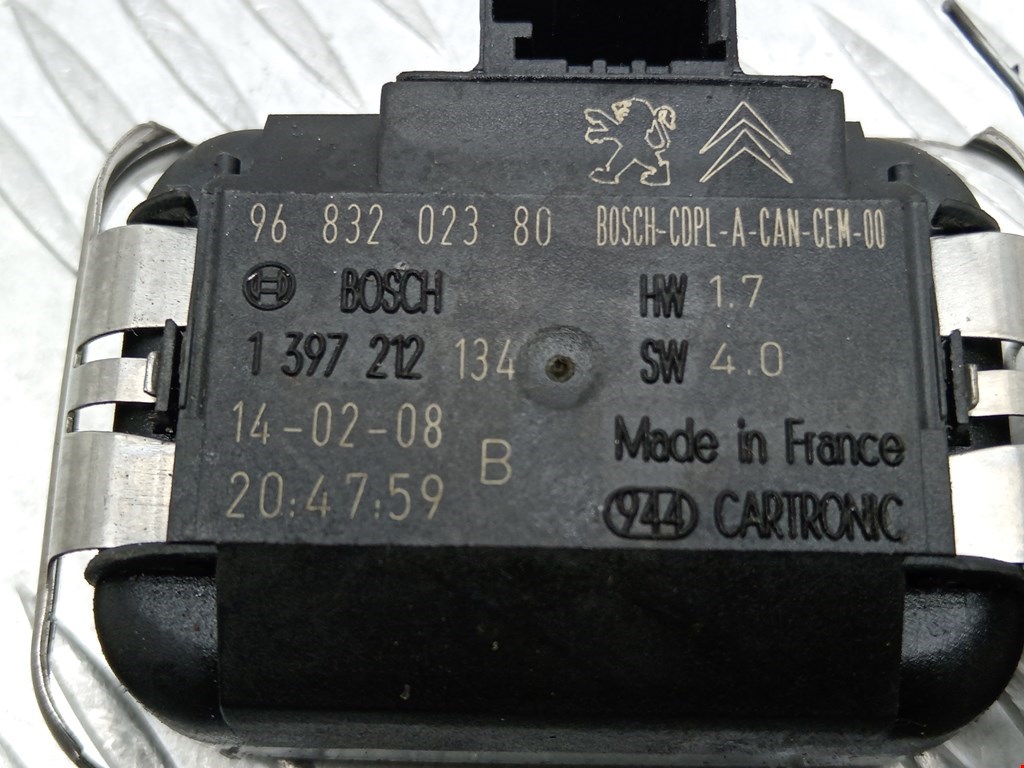 96 832 023 80 BOSCH-CDPL-A-CAN-CEM-00
BOSCH HW 1.7
1 397 212 134 SW 4.0
14-02-08
B
Made in France
20:47:59
944 CARTRONIC